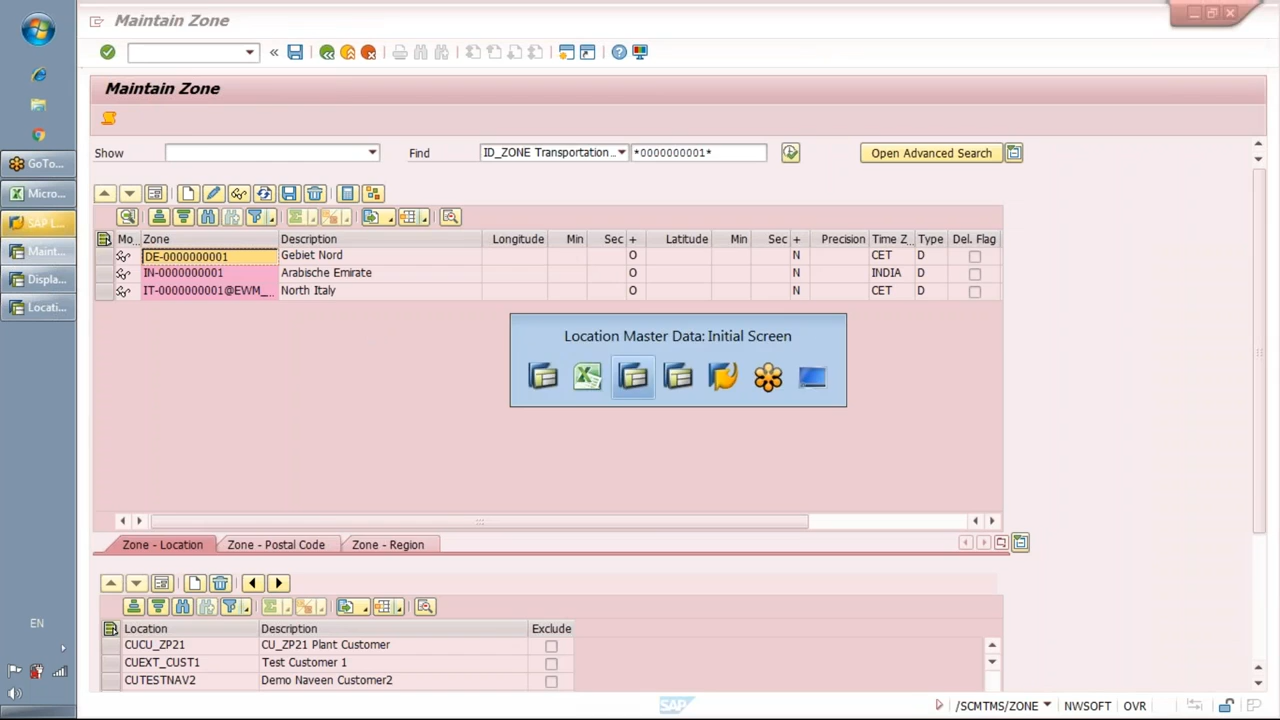 Maintain Zone
Maintain Zone
Show
Find
ID_ZONE Transportation..
*0000000001*
Open Advanced Search
Mo..
Zone
Description
Longitude
Min
Sec
+
Latitude
Min
Sec
+
Precision
Time Z..
Type
Del. Flag
DE-0000000001
Gebiet Nord
O
N
CET
D
IN-0000000001
Arabische Emirate
O
N
INDIA
D
IT-0000000001@EWM_...
North Italy
O
N
CET
D
Location Master Data: Initial Screen
Zone - Location
Zone - Postal Code
Zone - Region
Location
Description
Exclude
CUCU_ZP21
CU_ZP21 Plant Customer
CUEXT_CUST1
Test Customer 1
CUTESTNAV2
Demo Naveen Customer2
GoTo...
Micro...
SAP L...
Maint...
Displa...
Locati...
EN
SAP
/SCMTMS/ZONE
NWSOFT
OVR